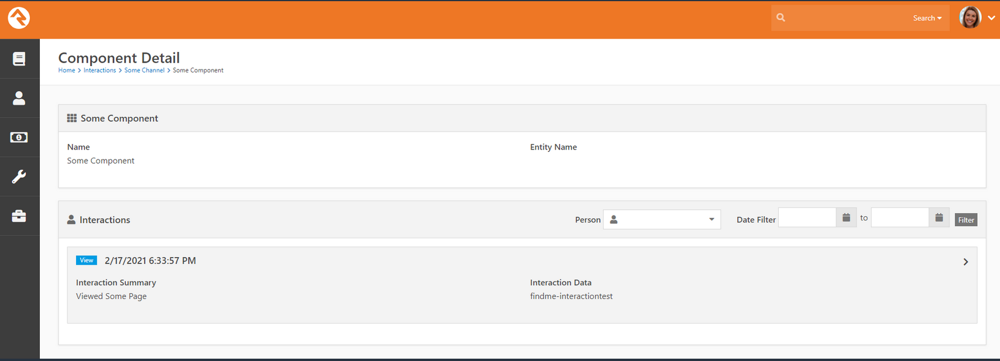 Search
Component Detail
Home > Interactions > Some Channel > Some Component
Some Component
Name Entity Name
Some Component
Interactions Person Date Filter to Filter
View 2/17/2021 6:33:57 PM
Interaction Summary Interaction Data
Viewed Some Page findme-interactiontest